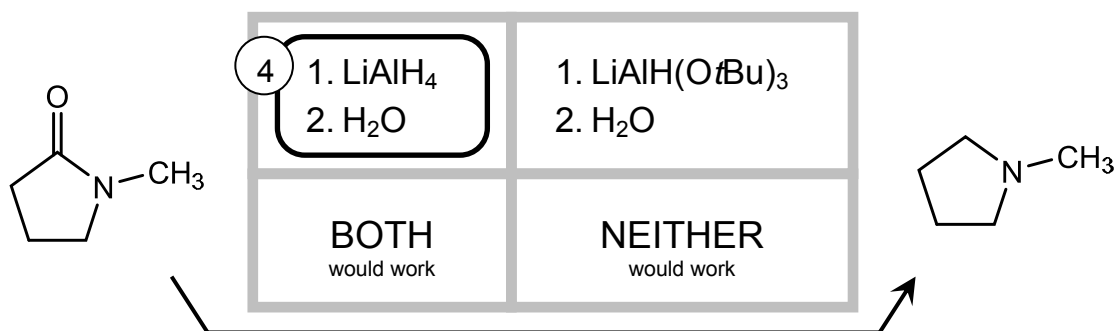 4
1. LiAlH4
2. H2O
1. LiAlH(OtBu)3
2. H2O
O
N CH3
BOTH
would work
NEITHER
would work
N CH3